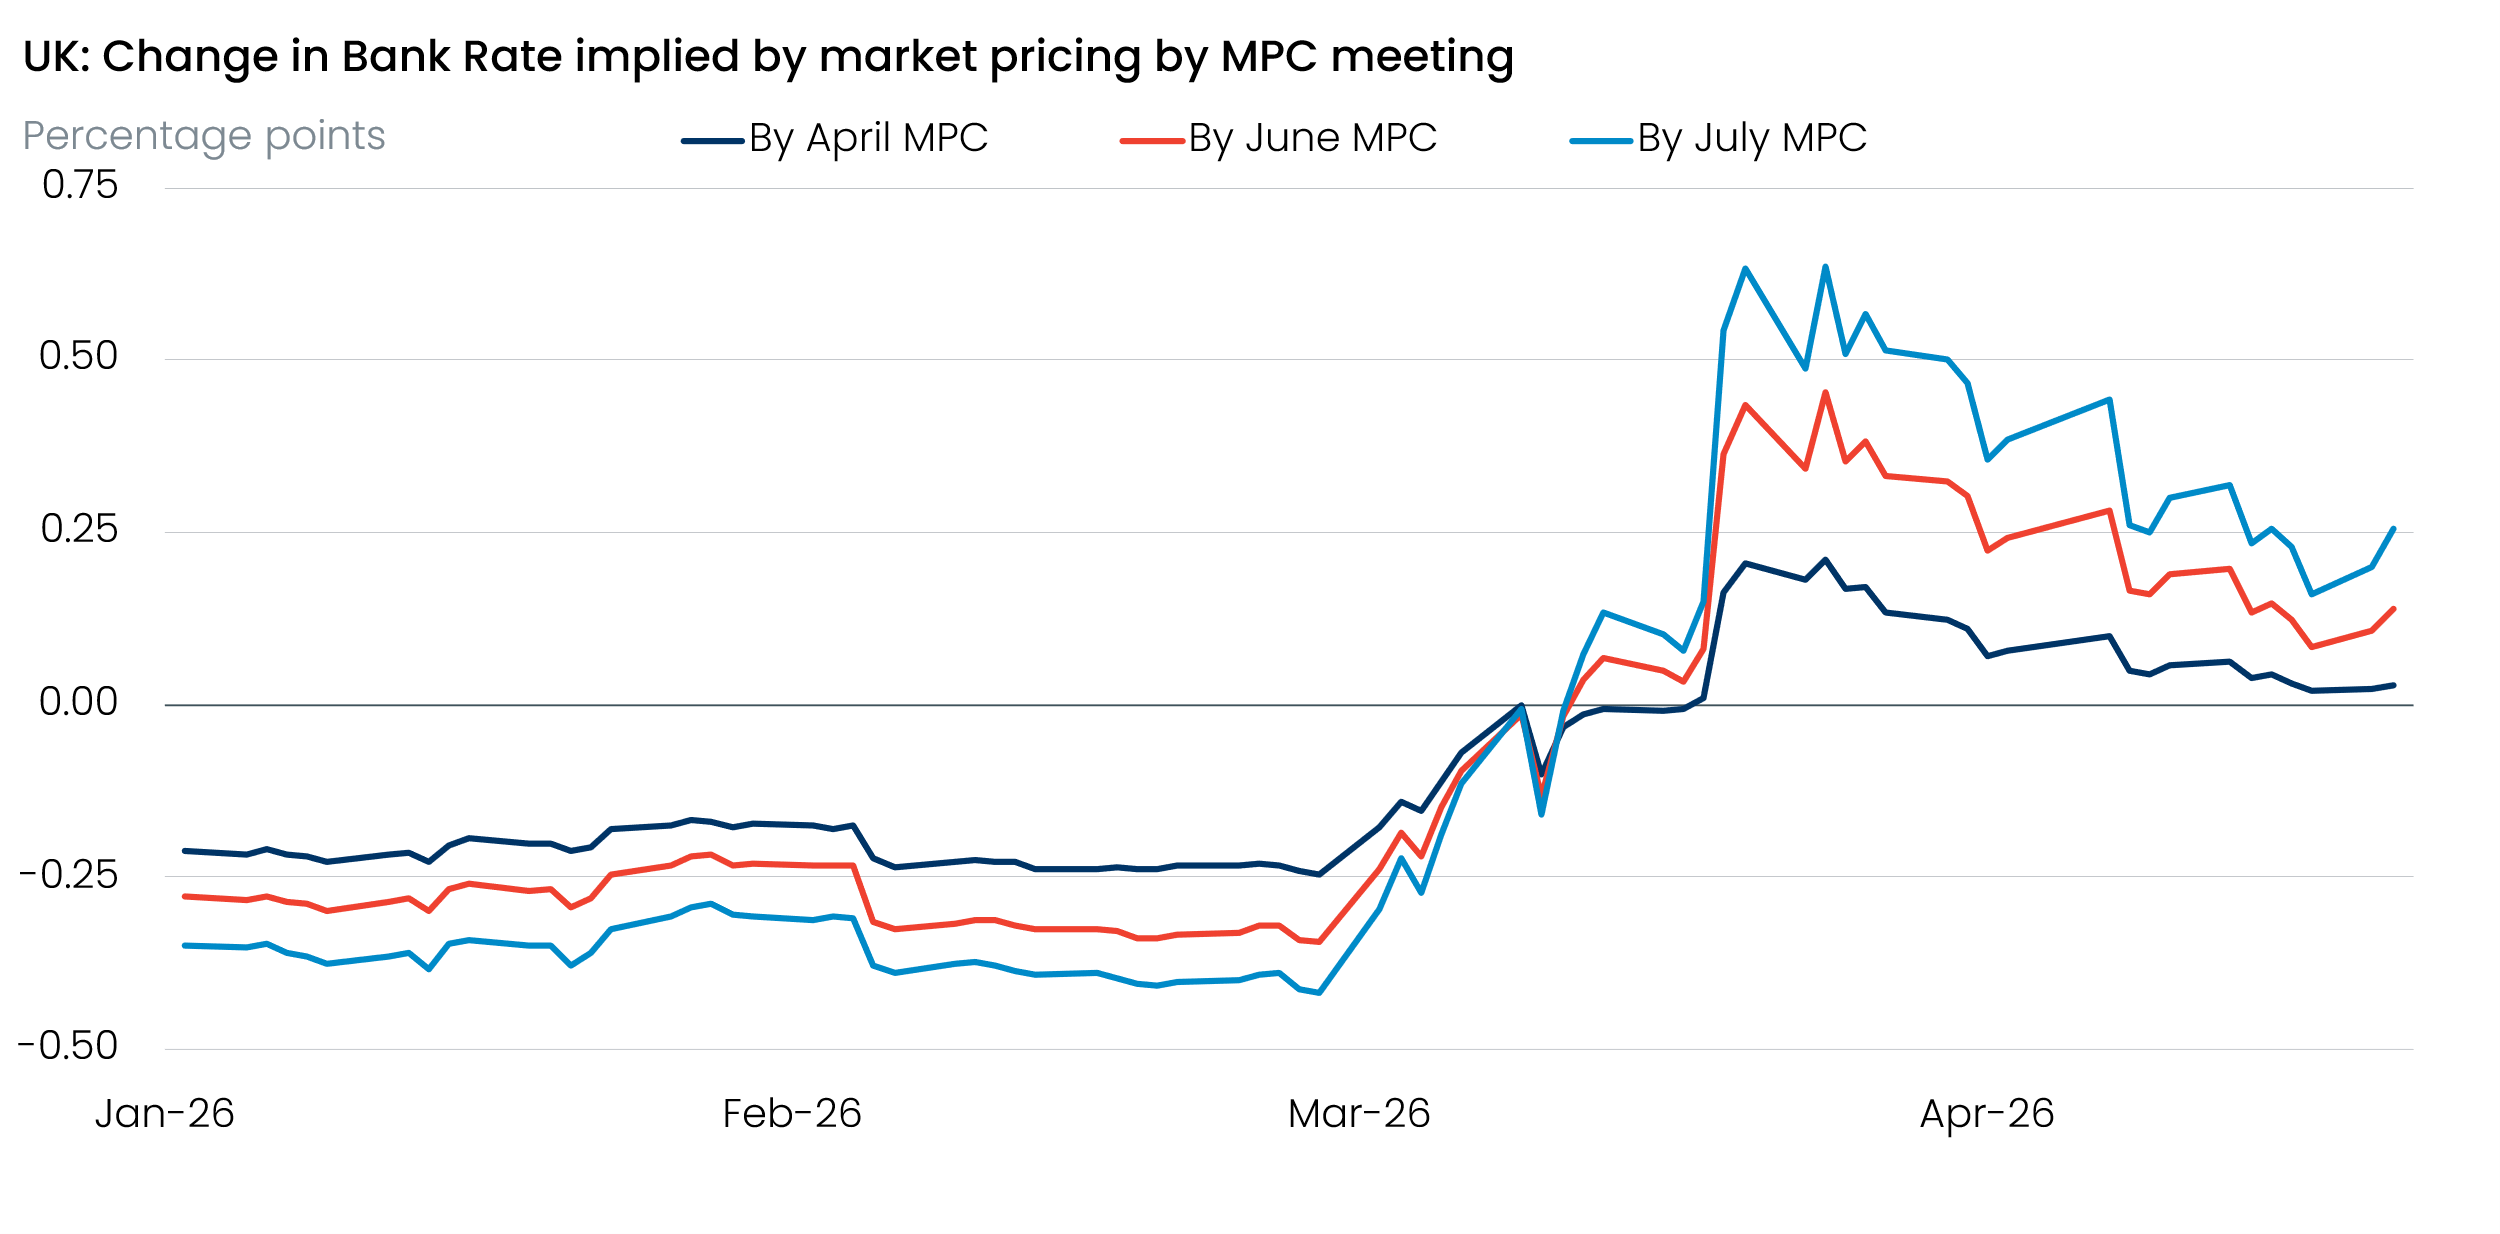 UK: Change in Bank Rate implied by market pricing by MPC meeting
Percentage points
By April MPC
By June MPC
By July MPC
0.75
0.50
0.25
0.00
-0.25
-0.50
Jan-26
Feb-26
Mar-26
Apr-26